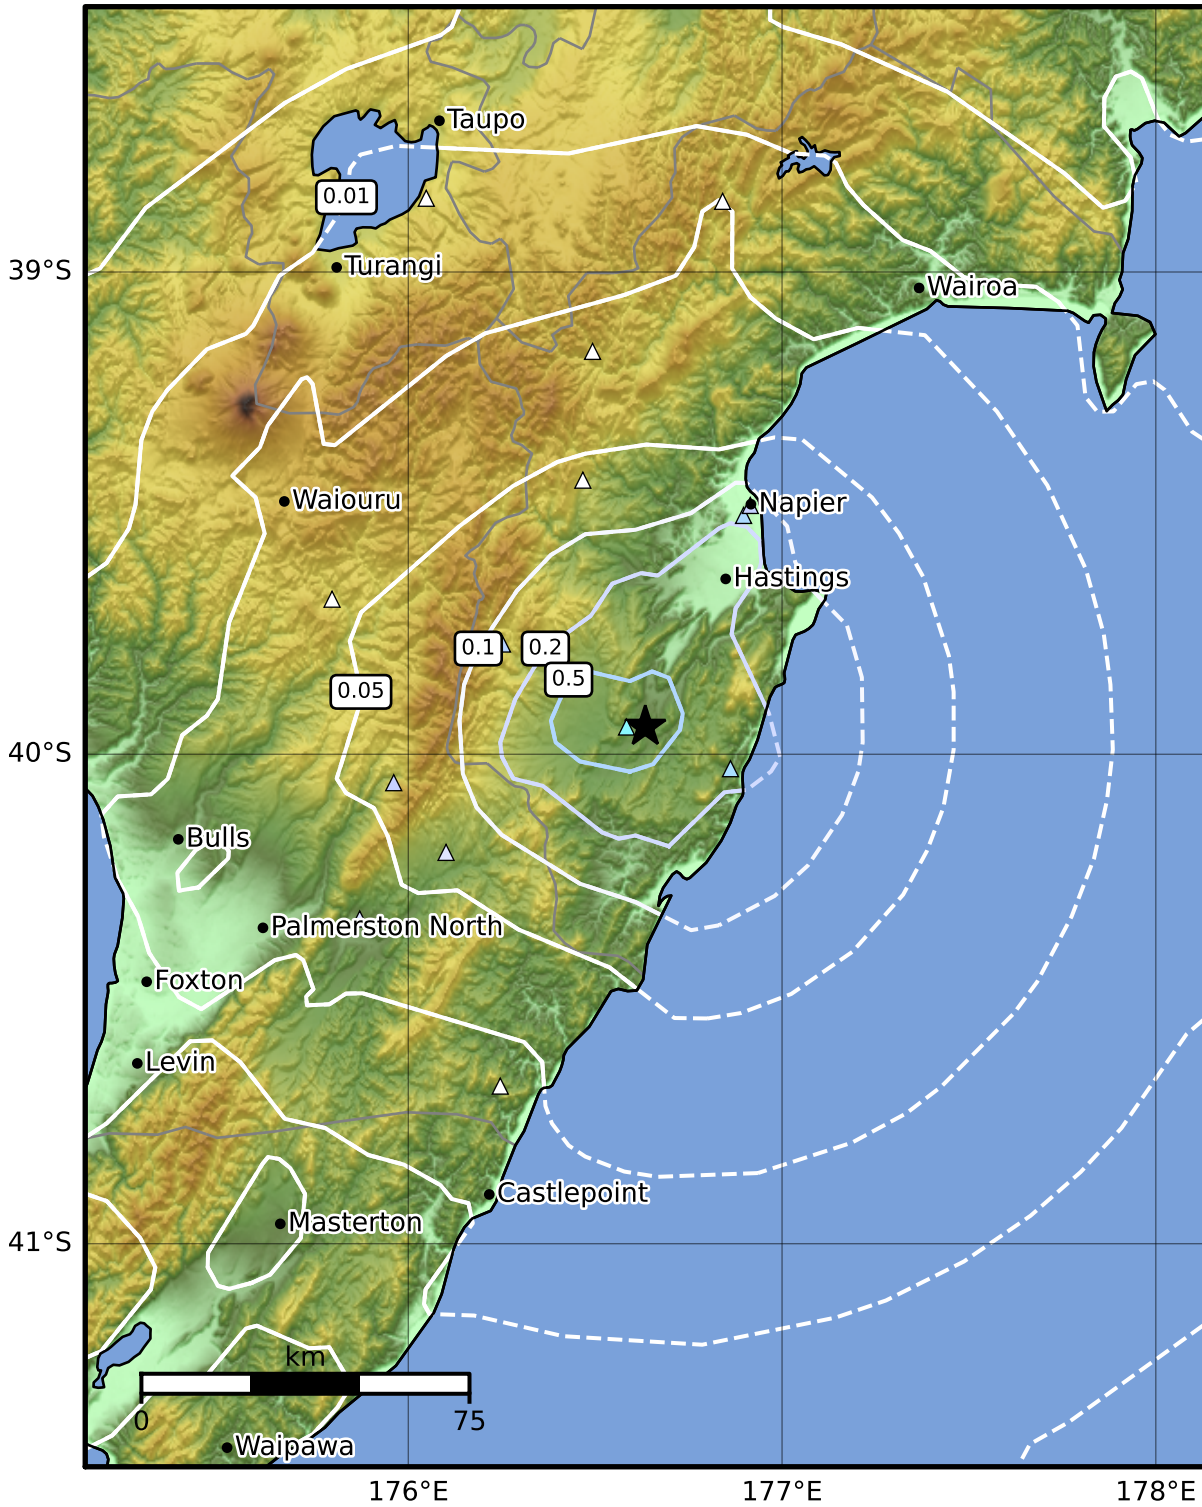 Taupo
0.01
Turangi
39°S
Wairoa
Waiouru
Napier
Hastings
0.1
0.2
0.5
0.05
40°S
Bulls
Palmerston North
Foxton
Levin
Castlepoint
Masterton
41°S
km
0
75
Waipawa
176°E
177°E
178°E